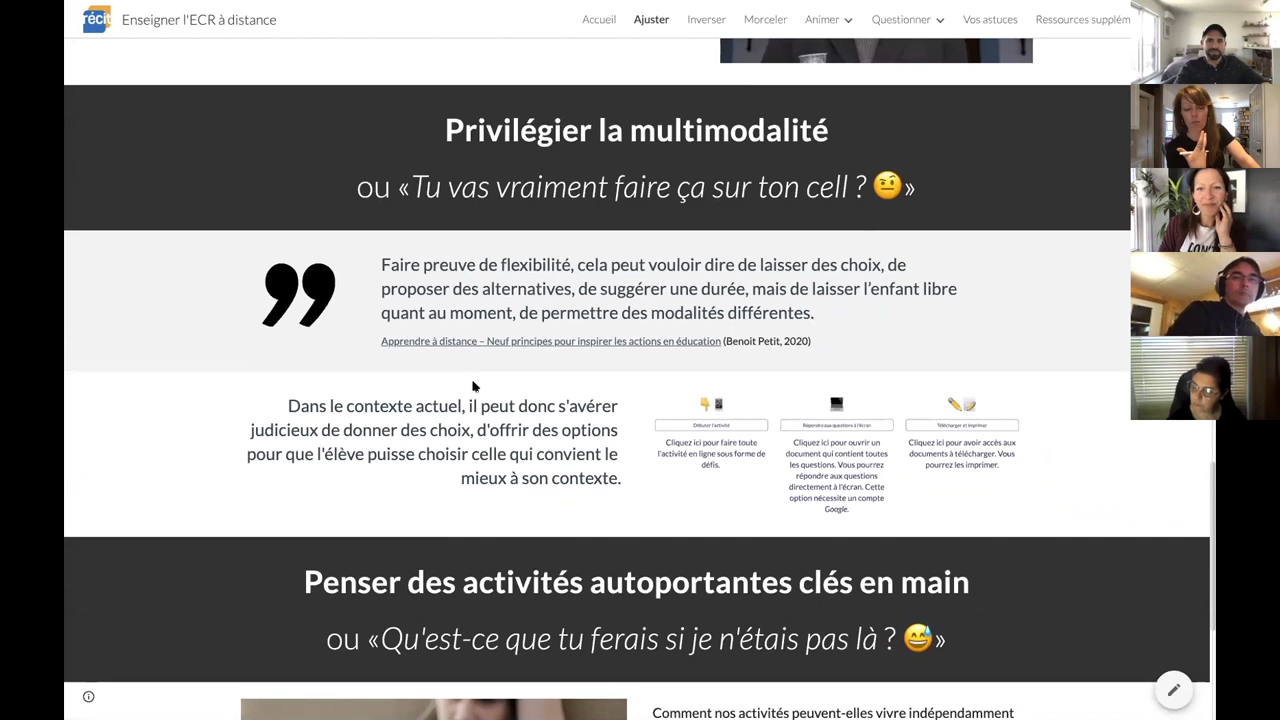 récit Enseigner l'ECR à distance Accueil Ajuster Inverser Morceler Animer Questionner Vos astuces Ressources supplém
Privilégier la multimodalité
ou «Tu vas vraiment faire ça sur ton cell ? 🤨»
Faire preuve de flexibilité, cela peut vouloir dire de laisser des choix, de
proposer des alternatives, de suggérer une durée, mais de laisser l'enfant libre
quant au moment, de permettre des modalités différentes.
Apprendre à distance – Neuf principes pour inspirer les actions en éducation (Benoit Petit, 2020)
Dans le contexte actuel, il peut donc s'avérer
judicieux de donner des choix, d'offrir des options
pour que l'élève puisse choisir celle qui convient le
mieux à son contexte.
Débuter l'activité
Cliquez ici pour faire toute
l'activité en ligne sous forme de
défis.
Répondre aux questions à l'écran
Cliquez ici pour ouvrir un
document qui contient toutes
les questions. Vous pourrez
répondre aux questions
directement à l'écran. Cette
option nécessite un compte
Google.
Télécharger et imprimer
Cliquez ici pour avoir accès aux
documents à télécharger. Vous
pourrez les imprimer.
Penser des activités autoportantes clés en main
ou «Qu'est-ce que tu ferais si je n'étais pas là ? 😅»
Comment nos activités peuvent-elles vivre indépendamment